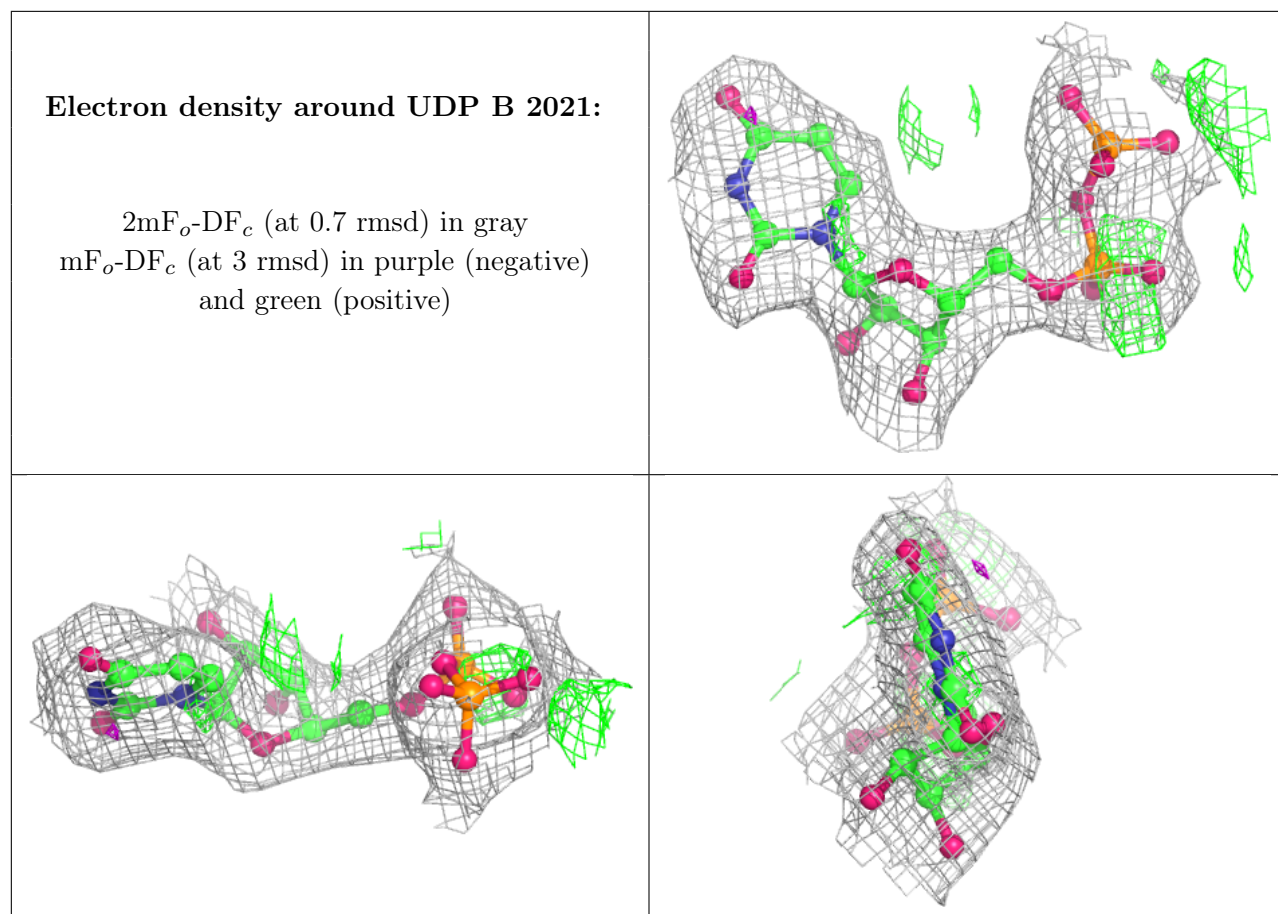 Electron density around UDP B 2021:
2mFₒ-DF𝒸 (at 0.7 rmsd) in gray
mFₒ-DF𝒸 (at 3 rmsd) in purple (negative)
and green (positive)